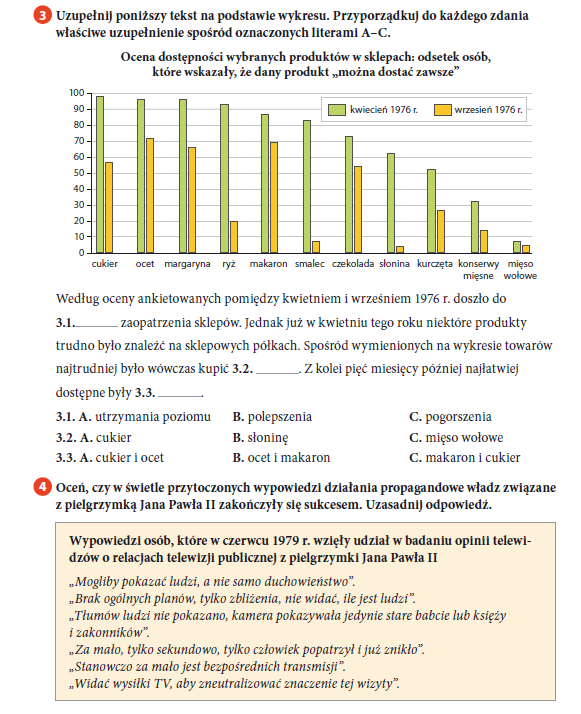 3 Uzupełnij poniższy tekst na podstawie wykresu. Przyporządkuj do każdego zdania
właściwe uzupełnienie spośród oznaczonych literami A–C.
Ocena dostępności wybranych produktów w sklepach: odsetek osób,
które wskazały, że dany produkt „można dostać zawsze”
100
90
80
70
60
50
40
30
20
10
0
kwiecień 1976 r. wrzesień 1976 r.
cukier ocet margaryna ryż makaron smalec czekolada słonina kurczęta konserwy mięso
mięsne wołowe
Według oceny ankietowanych pomiędzy kwietniem i wrześniem 1976 r. doszło do
3.1.________ zaopatrzenia sklepów. Jednak już w kwietniu tego roku niektóre produkty
trudno było znaleźć na sklepowych półkach. Spośród wymienionych na wykresie towarów
najtrudniej było wówczas kupić 3.2. ________. Z kolei pięć miesięcy później najłatwiej
dostępne były 3.3. ________.
3.1. A. utrzymania poziomu B. polepszenia C. pogorszenia
3.2. A. cukier B. słoninę C. mięso wołowe
3.3. A. cukier i ocet B. ocet i makaron C. makaron i cukier
4 Oceń, czy w świetle przytoczonych wypowiedzi działania propagandowe władz związane
z pielgrzymką Jana Pawła II zakończyły się sukcesem. Uzasadnij odpowiedź.
Wypowiedzi osób, które w czerwcu 1979 r. wzięły udział w badaniu opinii telewi-
dzów o relacjach telewizji publicznej z pielgrzymki Jana Pawła II
„Mogliby pokazać ludzi, a nie samo duchowieństwo”.
„Brak ogólnych planów, tylko zbliżenia, nie widać, ile jest ludzi”.
„Tłumów ludzi nie pokazano, kamera pokazywała jedynie stare babcie lub księży
i zakonników”.
„Za mało, tylko sekundowo, tylko człowiek popatrzył i już znikło”.
„Stanowczo za mało jest bezpośrednich transmisji”.
„Widać wysiłki TV, aby zneutralizować znaczenie tej wizyty”.